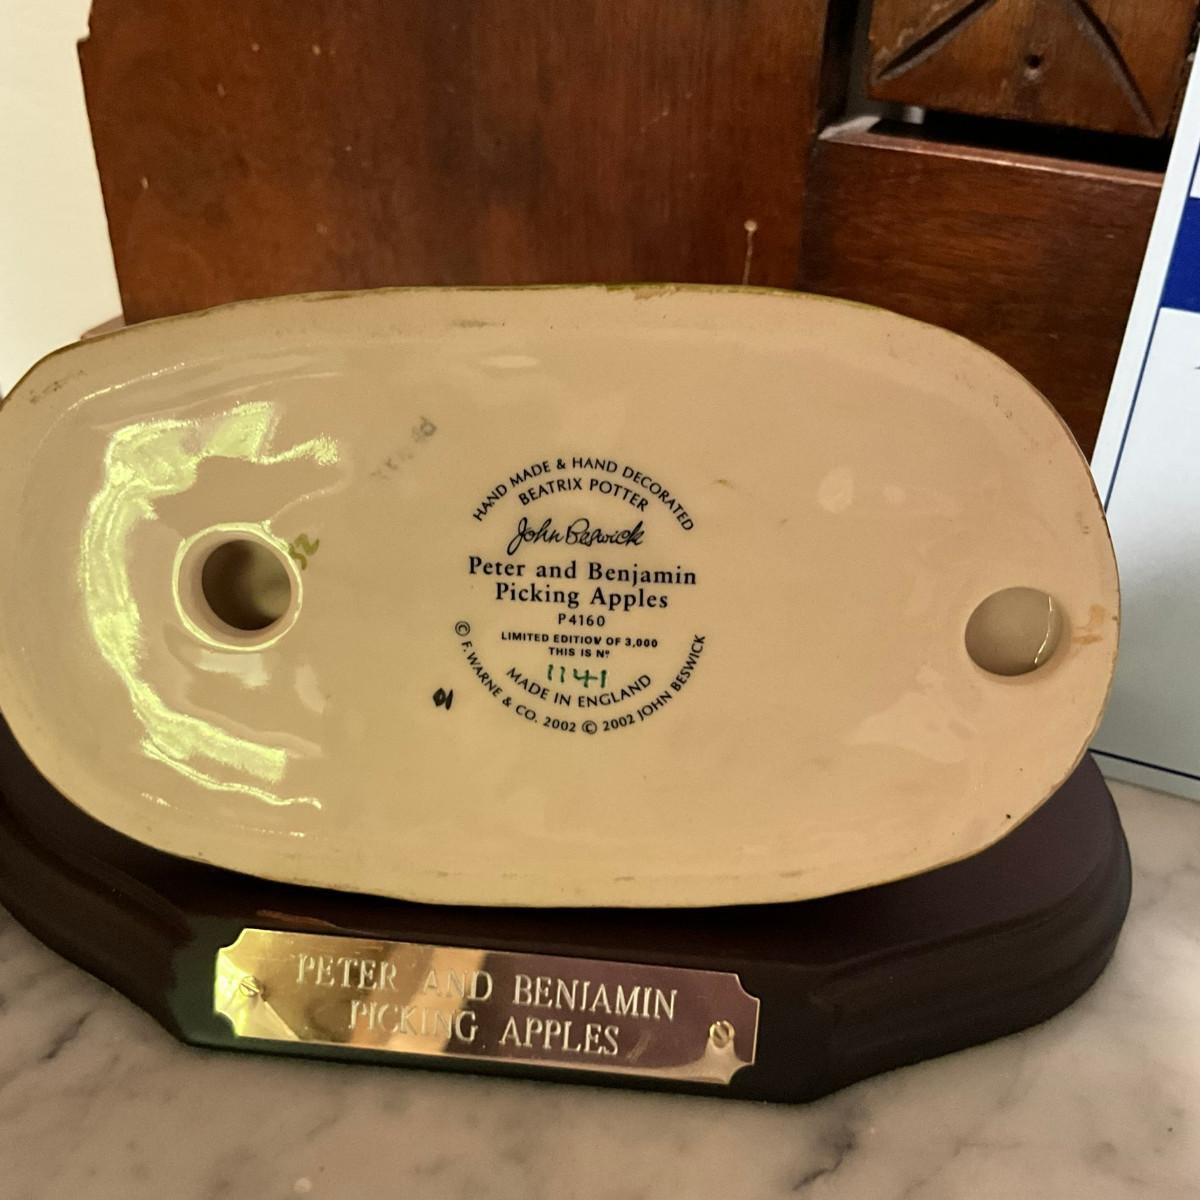 HAND MADE & HAND DECORATED
BEATRIX POTTER
John Beswick
Peter and Benjamin
Picking Apples
P4160
LIMITED EDITION OF 3,000
THIS IS Nº
1141
MADE IN ENGLAND
© F. WARNE & CO. 2002 © 2002 JOHN BESWICK
32
PETER AND BENJAMIN
PICKING APPLES